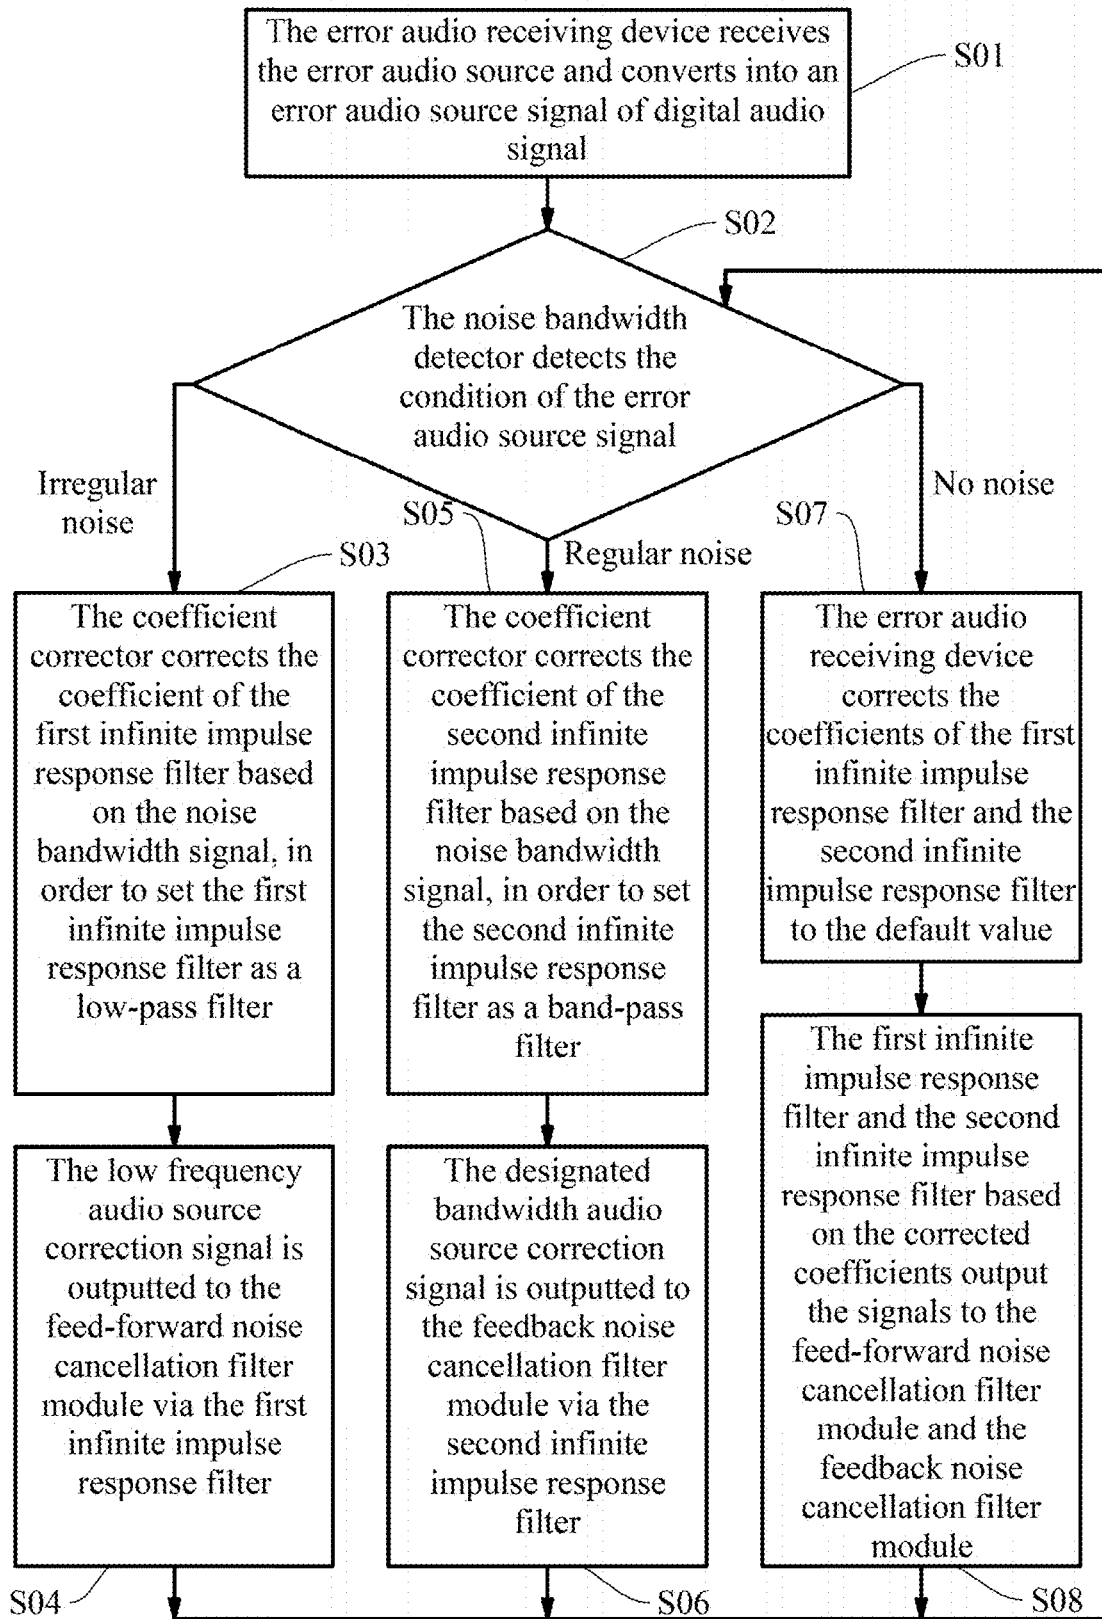 The error audio receiving device receives
the error audio source and converts into an
error audio source signal of digital audio
signal
S01
S02
The noise bandwidth
detector detects the
condition of the error
audio source signal
Irregular
noise
S03
S05
Regular noise
No noise
S07
The coefficient
corrector corrects the
coefficient of the
first infinite impulse
response filter based
on the noise
bandwidth signal, in
order to set the first
infinite impulse
response filter as a
low-pass filter
The coefficient
corrector corrects the
coefficient of the
second infinite
impulse response
filter based on the
noise bandwidth
signal, in order to set
the second infinite
impulse response
filter as a band-pass
filter
The error audio
receiving device
corrects the
coefficients of the first
infinite impulse
response filter and the
second infinite
impulse response filter
to the default value
The low frequency
audio source
correction signal is
outputted to the
feed-forward noise
cancellation filter
module via the first
infinite impulse
response filter
S04
The designated
bandwidth audio
source correction
signal is outputted to
the feedback noise
cancellation filter
module via the
second infinite
impulse response
filter
S06
The first infinite
impulse response
filter and the second
infinite impulse
response filter based
on the corrected
coefficients output
the signals to the
feed-forward noise
cancellation filter
module and the
feedback noise
cancellation filter
module
S08